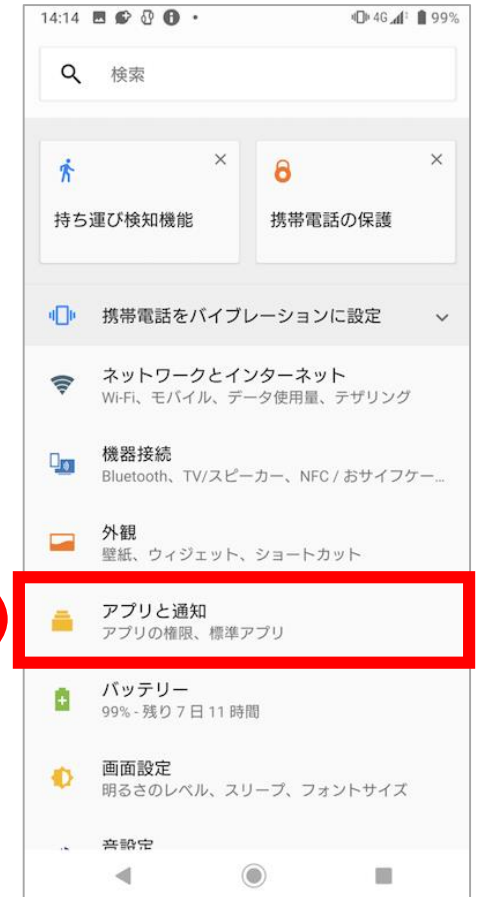 14:14 4G 99%
検索
持ち運び検知機能 携帯電話の保護
携帯電話をバイブレーションに設定
ネットワークとインターネット
Wi-Fi、モバイル、データ使用量、テザリング
機器接続
Bluetooth、TV/スピーカー、NFC / おサイフケー...
外観
壁紙、ウィジェット、ショートカット
アプリと通知
アプリの権限、標準アプリ
バッテリー
99% - 残り 7 日 11 時間
画面設定
明るさのレベル、スリープ、フォントサイズ
音設定